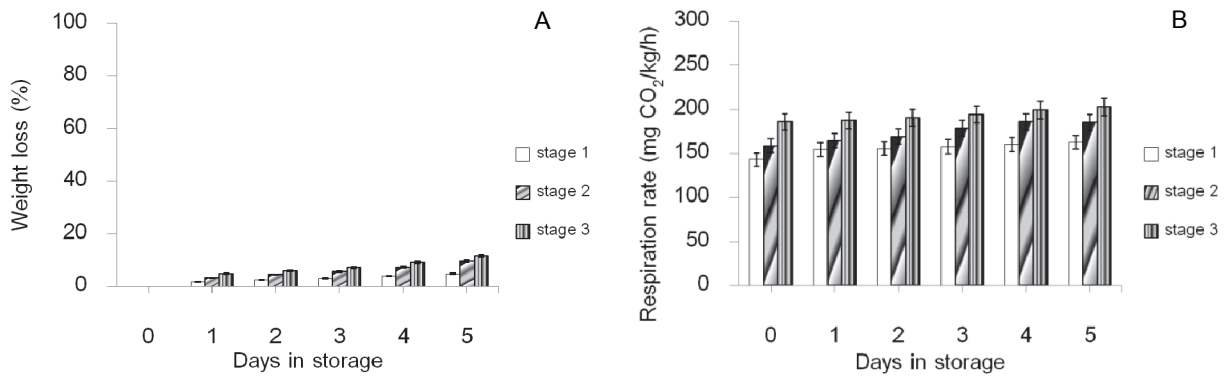 A
Weight loss (%)
100
80
60
40
20
0
0 1 2 3 4 5
Days in storage
stage 1
stage 2
stage 3
B
Respiration rate (mg CO₂/kg/h)
300
250
200
150
100
50
0
0 1 2 3 4 5
Days in storage
stage 1
stage 2
stage 3